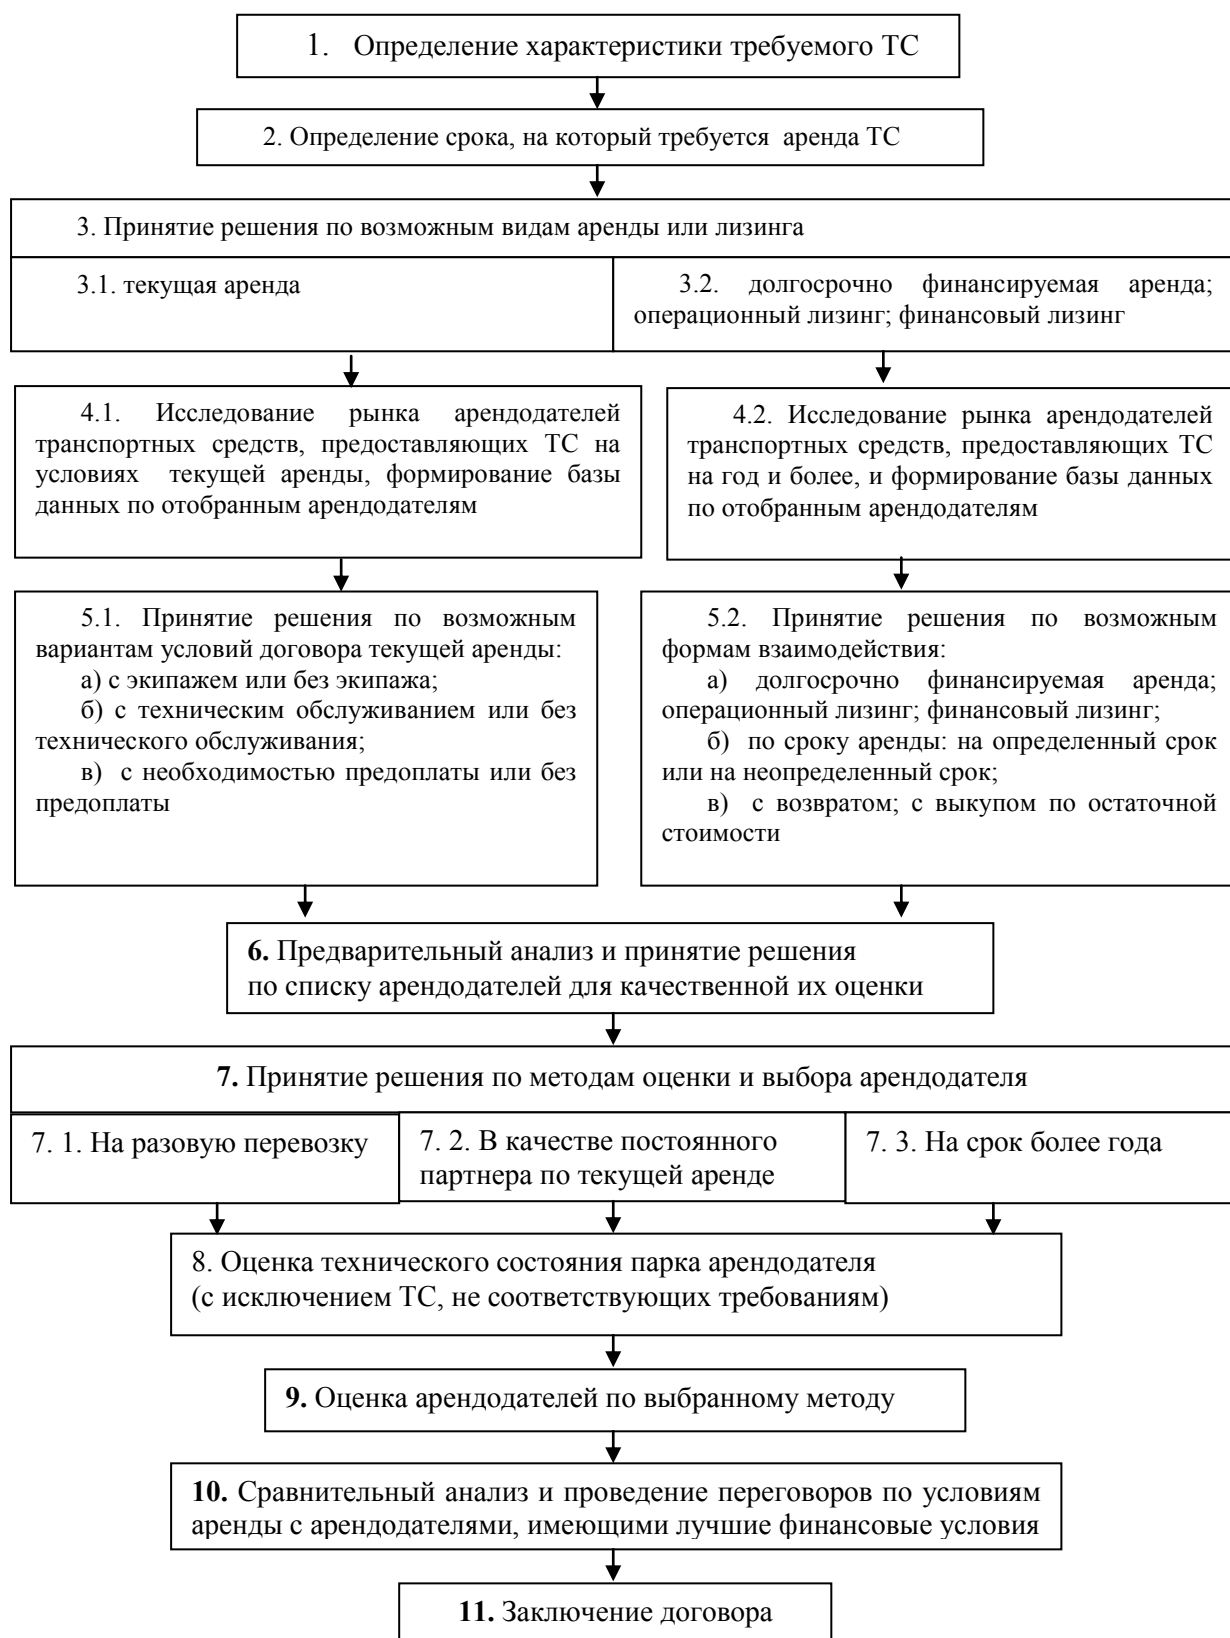 1. Определение характеристики требуемого ТС
2. Определение срока, на который требуется аренда ТС
3. Принятие решения по возможным видам аренды или лизинга
3.1. текущая аренда
3.2. долгосрочно финансируемая аренда;
операционный лизинг; финансовый лизинг
4.1. Исследование рынка арендодателей
транспортных средств, предоставляющих ТС на
условиях текущей аренды, формирование базы
данных по отобранным арендодателям
4.2. Исследование рынка арендодателей
транспортных средств, предоставляющих ТС
на год и более, и формирование базы данных
по отобранным арендодателям
5.1. Принятие решения по возможным
вариантам условий договора текущей аренды:
а) с экипажем или без экипажа;
б) с техническим обслуживанием или без
технического обслуживания;
в) с необходимостью предоплаты или без
предоплаты
5.2. Принятие решения по возможным
формам взаимодействия:
а) долгосрочно финансируемая аренда;
операционный лизинг; финансовый лизинг;
б) по сроку аренды: на определенный срок
или на неопределенный срок;
в) с возвратом; с выкупом по остаточной
стоимости
6. Предварительный анализ и принятие решения
по списку арендодателей для качественной их оценки
7. Принятие решения по методам оценки и выбора арендодателя
7. 1. На разовую перевозку
7. 2. В качестве постоянного
партнера по текущей аренде
7. 3. На срок более года
8. Оценка технического состояния парка арендодателя
(с исключением ТС, не соответствующих требованиям)
9. Оценка арендодателей по выбранному методу
10. Сравнительный анализ и проведение переговоров по условиям
аренды с арендодателями, имеющими лучшие финансовые условия
11. Заключение договора